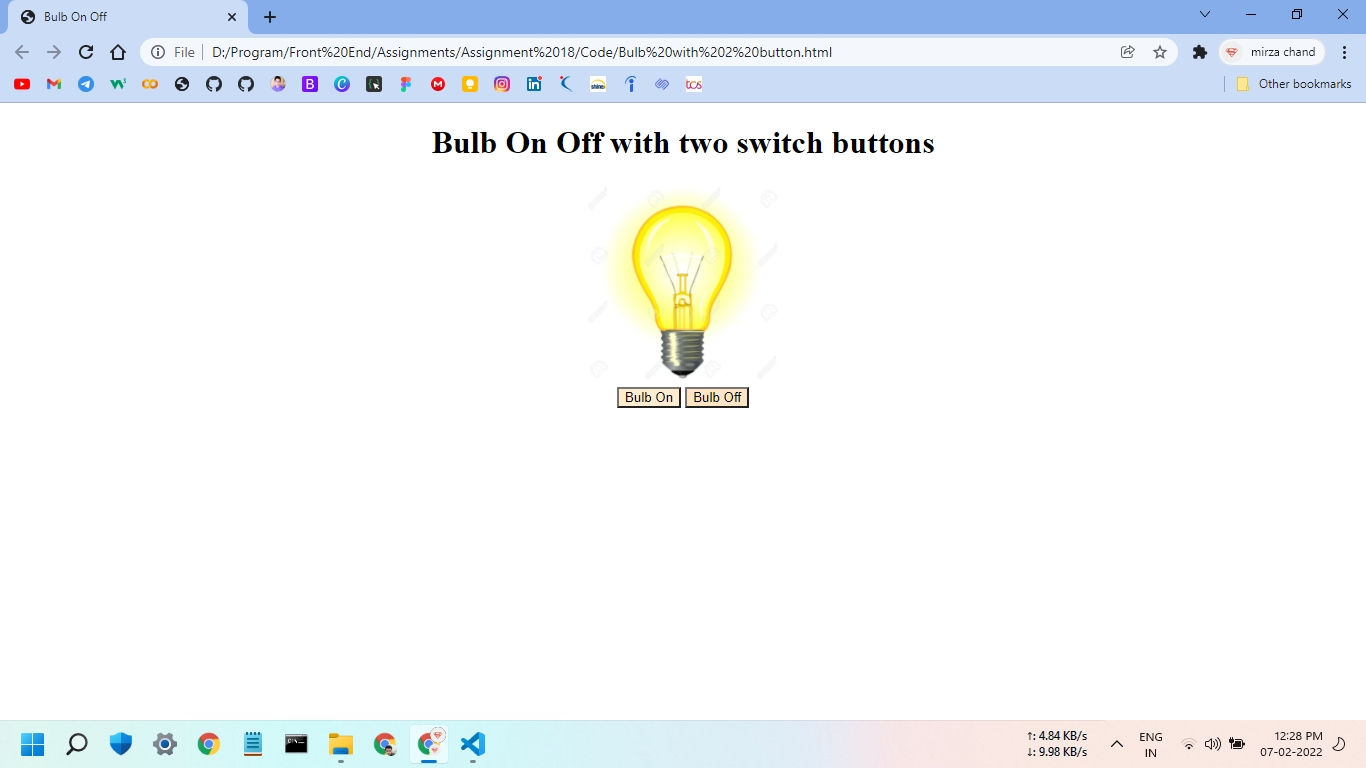 Bulb On Off
File
D:/Program/Front%20End/Assignments/Assignment%2018/Code/Bulb%20with%202%20button.html
mirza chand
shine
tcs
Other bookmarks
Bulb On Off with two switch buttons
Bulb On
Bulb Off
↑: 4.84 KB/s
↓: 9.98 KB/s
ENG
IN
12:28 PM
07-02-2022